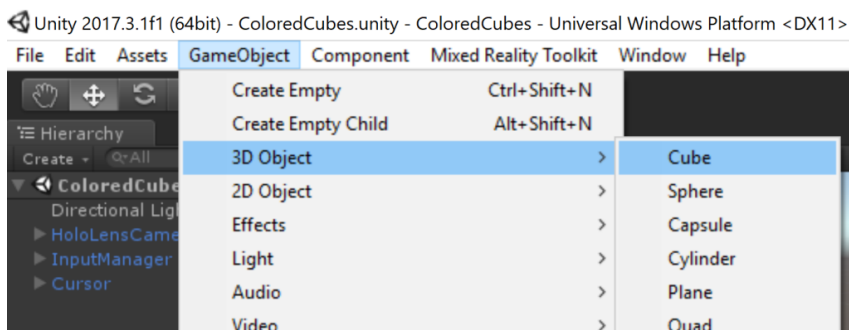 Unity 2017.3.1f1 (64bit) - ColoredCubes.unity - ColoredCubes - Universal Windows Platform <DX11>
File Edit Assets GameObject Component Mixed Reality Toolkit Window Help
Create Empty Ctrl+Shift+N
Create Empty Child Alt+Shift+N
Hierarchy
Create All
3D Object > Cube
ColoredCube
2D Object > Sphere
Directional Ligh
Effects > Capsule
HoloLensCame
Light > Cylinder
InputManager
Cursor
Audio > Plane
Video > Quad